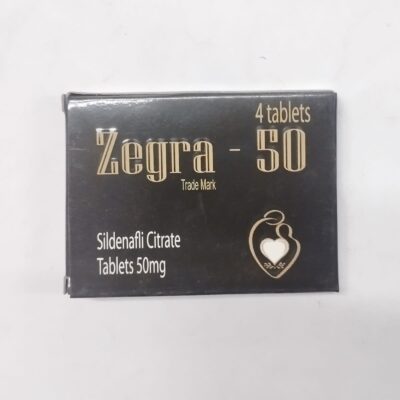 4 tablets
Zegra - 50
Trade Mark
Sildenafli Citrate
Tablets 50mg